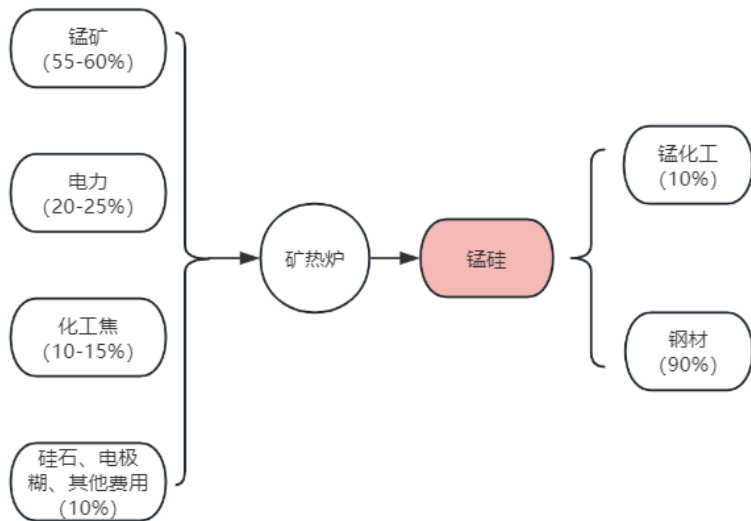 锰矿
(55-60%)
电力
(20-25%)
化工焦
(10-15%)
硅石、电极
糊、其他费用
(10%)
矿热炉
锰硅
锰化工
(10%)
钢材
(90%)